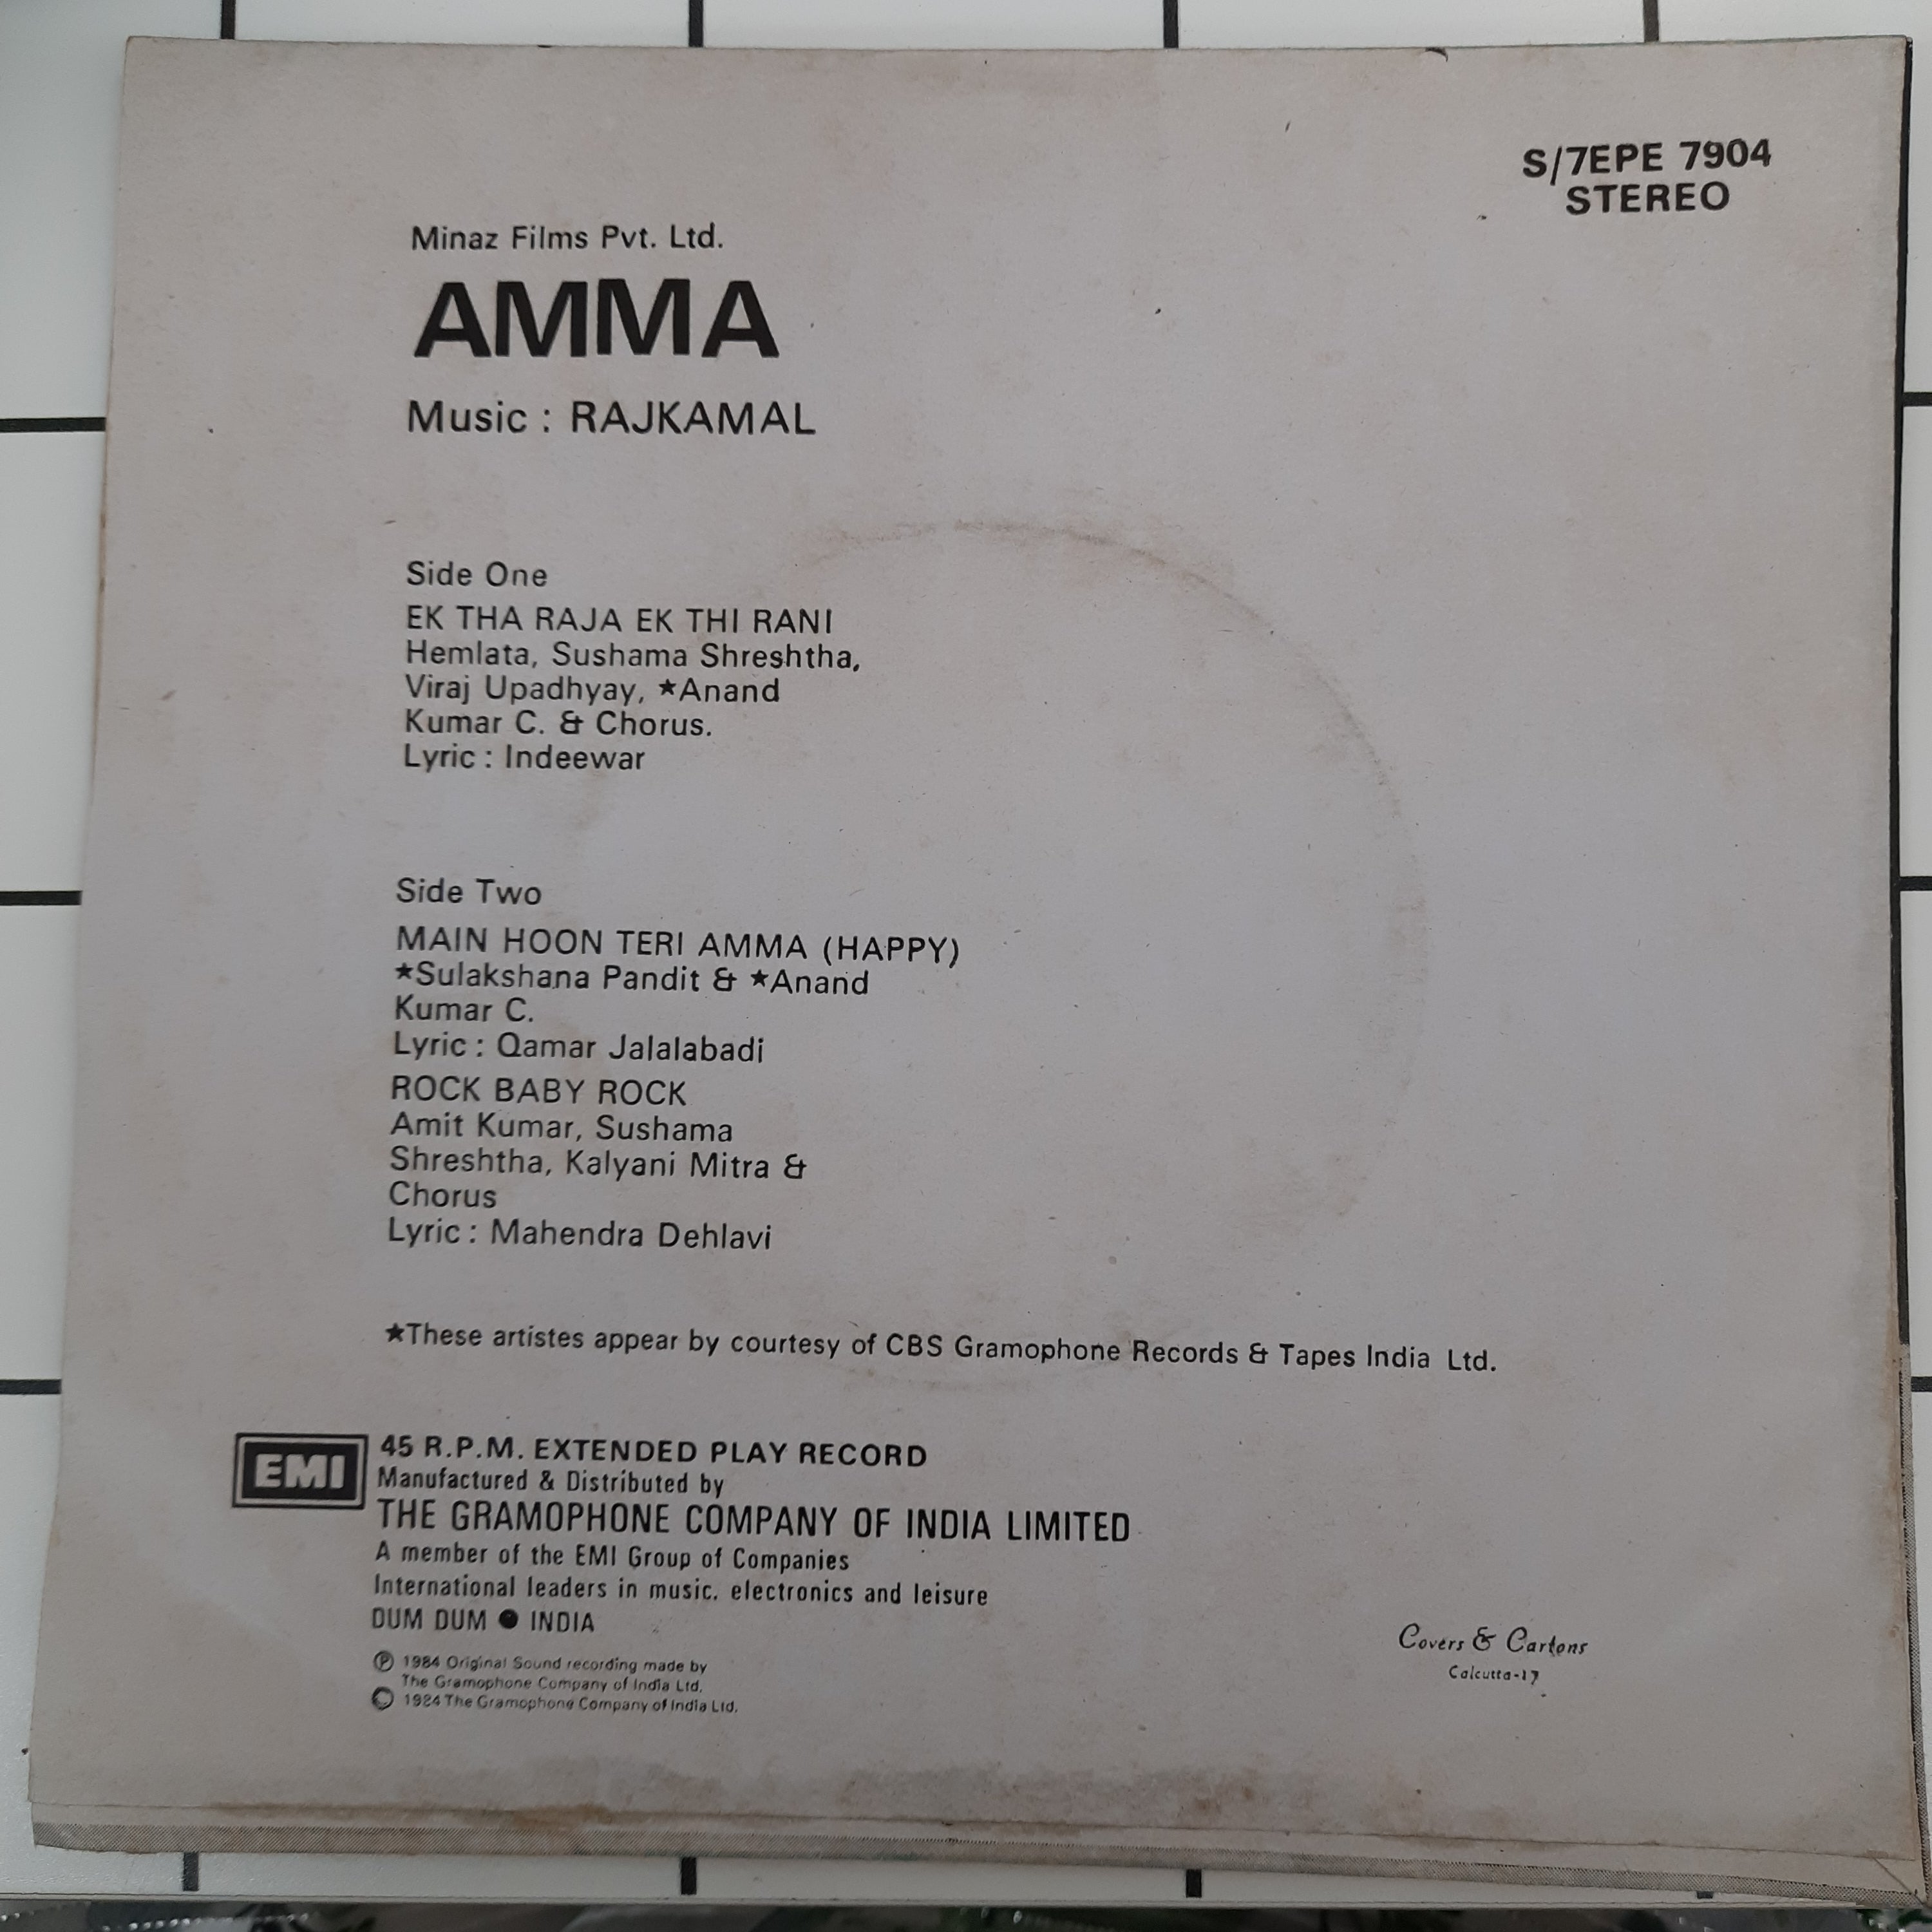 S/7EPE 7904
STEREO
Minaz Films Pvt. Ltd.
AMMA
Music : RAJKAMAL
Side One
EK THA RAJA EK THI RANI
Hemlata, Sushama Shreshtha,
Viraj Upadhyay, ★Anand
Kumar C. & Chorus.
Lyric : Indeewar
Side Two
MAIN HOON TERI AMMA (HAPPY)
★Sulakshana Pandit & ★Anand
Kumar C.
Lyric : Qamar Jalalabadi
ROCK BABY ROCK
Amit Kumar, Sushama
Shreshtha, Kalyani Mitra &
Chorus
Lyric : Mahendra Dehlavi
★These artistes appear by courtesy of CBS Gramophone Records & Tapes India Ltd.
EMI
45 R.P.M. EXTENDED PLAY RECORD
Manufactured & Distributed by
THE GRAMOPHONE COMPANY OF INDIA LIMITED
A member of the EMI Group of Companies
International leaders in music. electronics and leisure
DUM DUM ● INDIA
℗ 1984 Original Sound recording made by
The Gramophone Company of India Ltd.
© 1984 The Gramophone Company of India Ltd.
Covers & Cartons
Calcutta-17